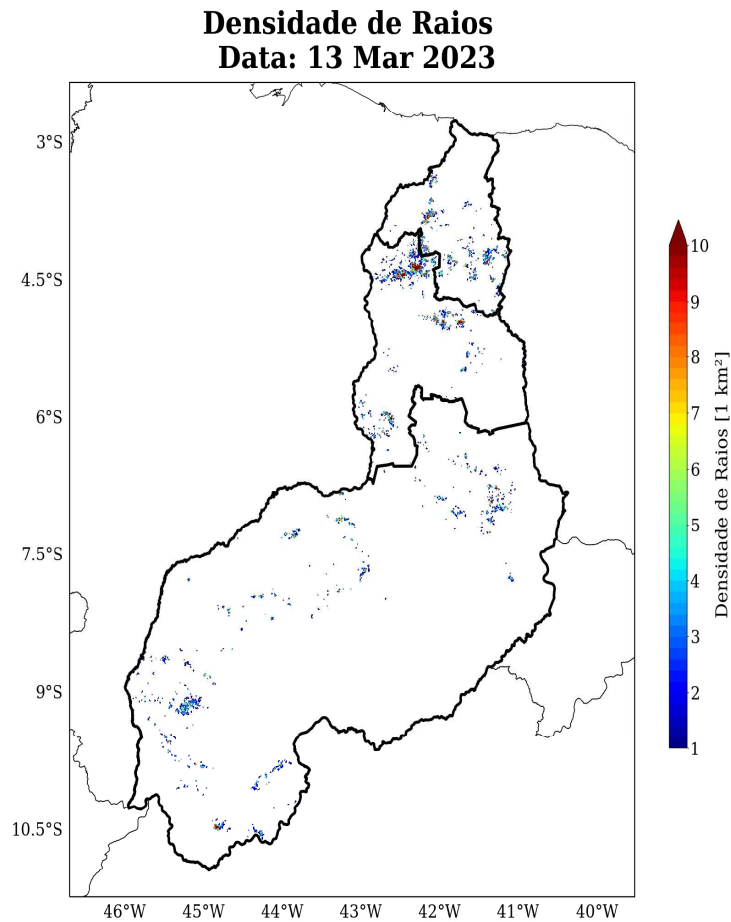 Densidade de Raios
Data: 13 Mar 2023
3°S
4.5°S
6°S
7.5°S
9°S
10.5°S
46°W
45°W
44°W
43°W
42°W
41°W
40°W
10
9
8
7
6
5
4
3
2
1
Densidade de Raios [1 km²]